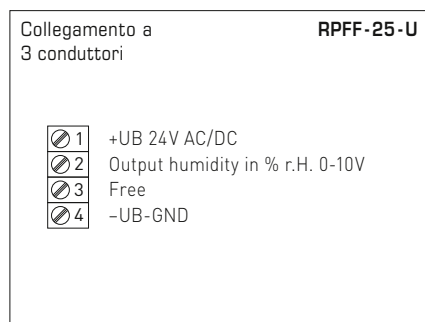 Collegamento a RPFF-25-U
3 conduttori
1 +UB 24V AC/DC
2 Output humidity in % r.H. 0-10V
3 Free
4 –UB-GND